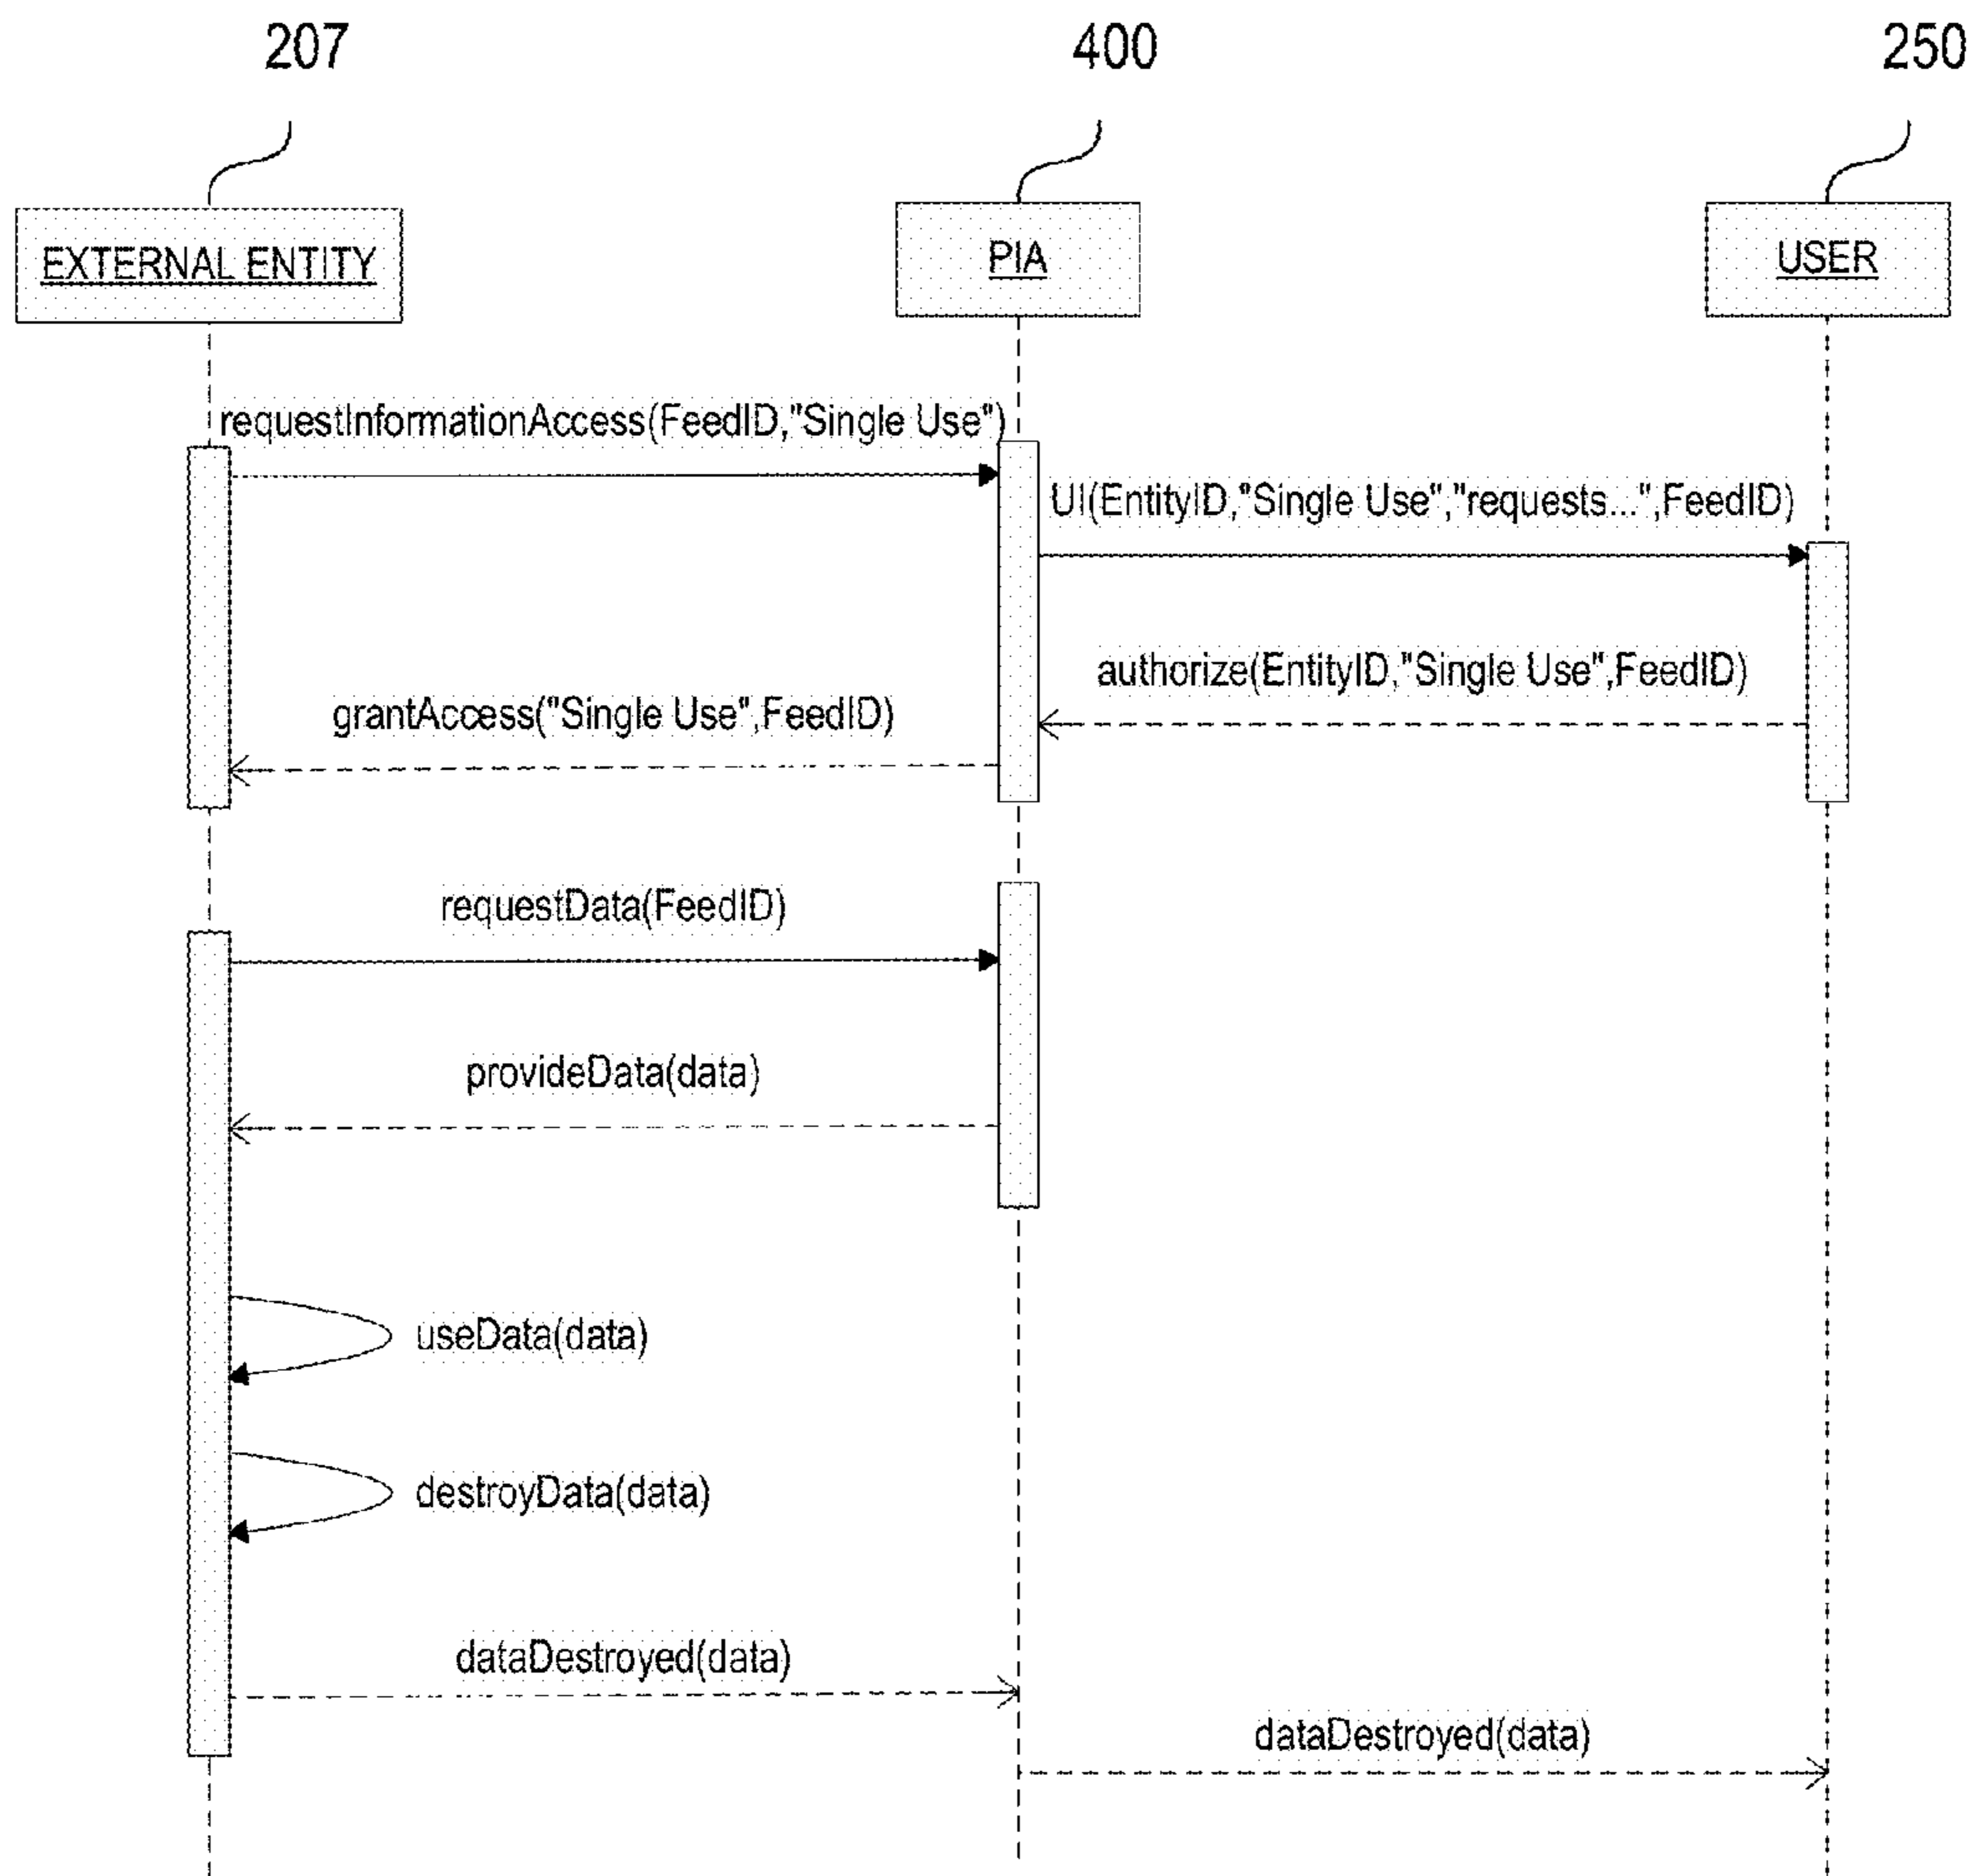 207
400
250
EXTERNAL ENTITY
PIA
USER
requestInformationAccess(FeedID,"Single Use")
UI(EntityID,"Single Use","requests...",FeedID)
authorize(EntityID,"Single Use",FeedID)
grantAccess("Single Use",FeedID)
requestData(FeedID)
provideData(data)
useData(data)
destroyData(data)
dataDestroyed(data)
dataDestroyed(data)